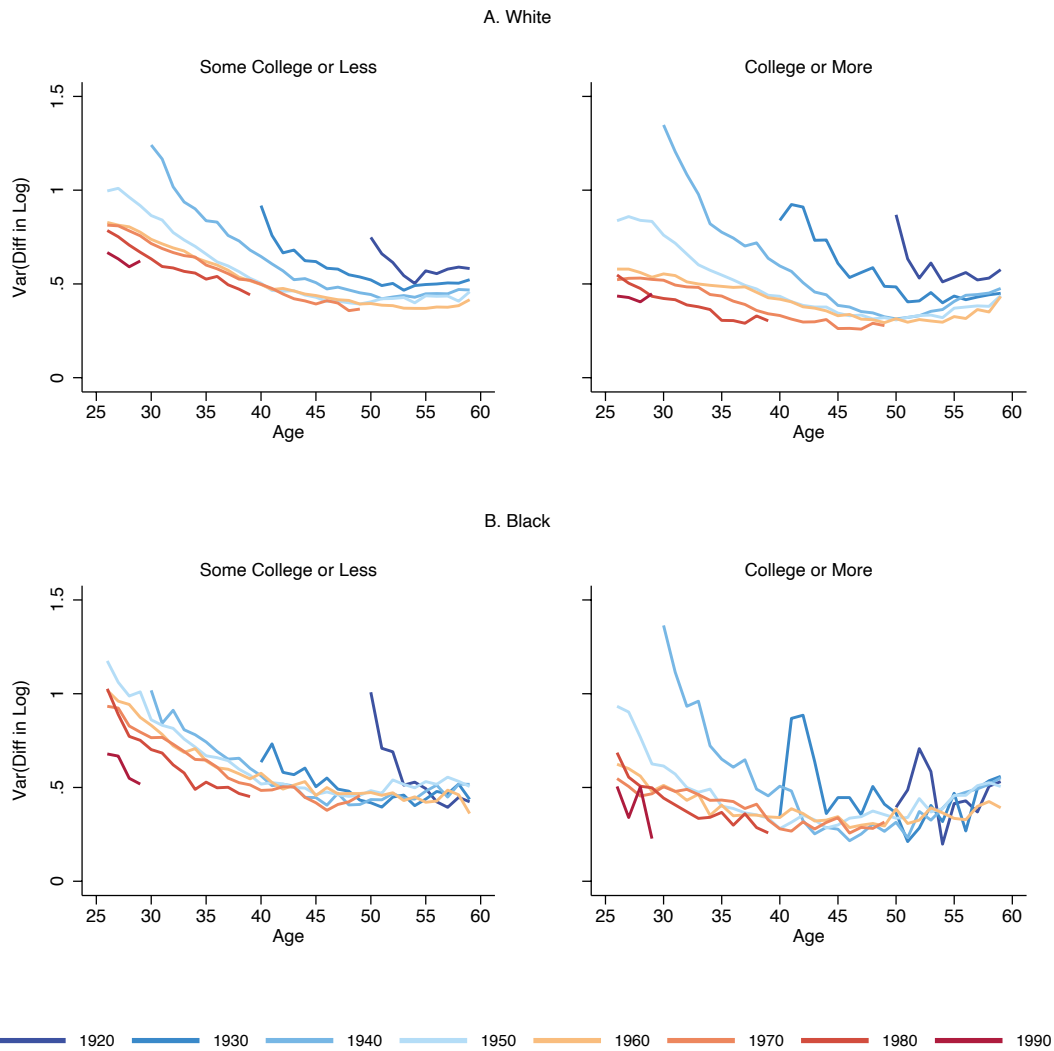 A. White
Some College or Less
College or More
Var(Diff in Log)
0 .5 1 1.5
25 30 35 40 45 50 55 60
25 30 35 40 45 50 55 60
Age
Age
B. Black
Some College or Less
College or More
Var(Diff in Log)
0 .5 1 1.5
25 30 35 40 45 50 55 60
25 30 35 40 45 50 55 60
Age
Age
1920 1930 1940 1950 1960 1970 1980 1990